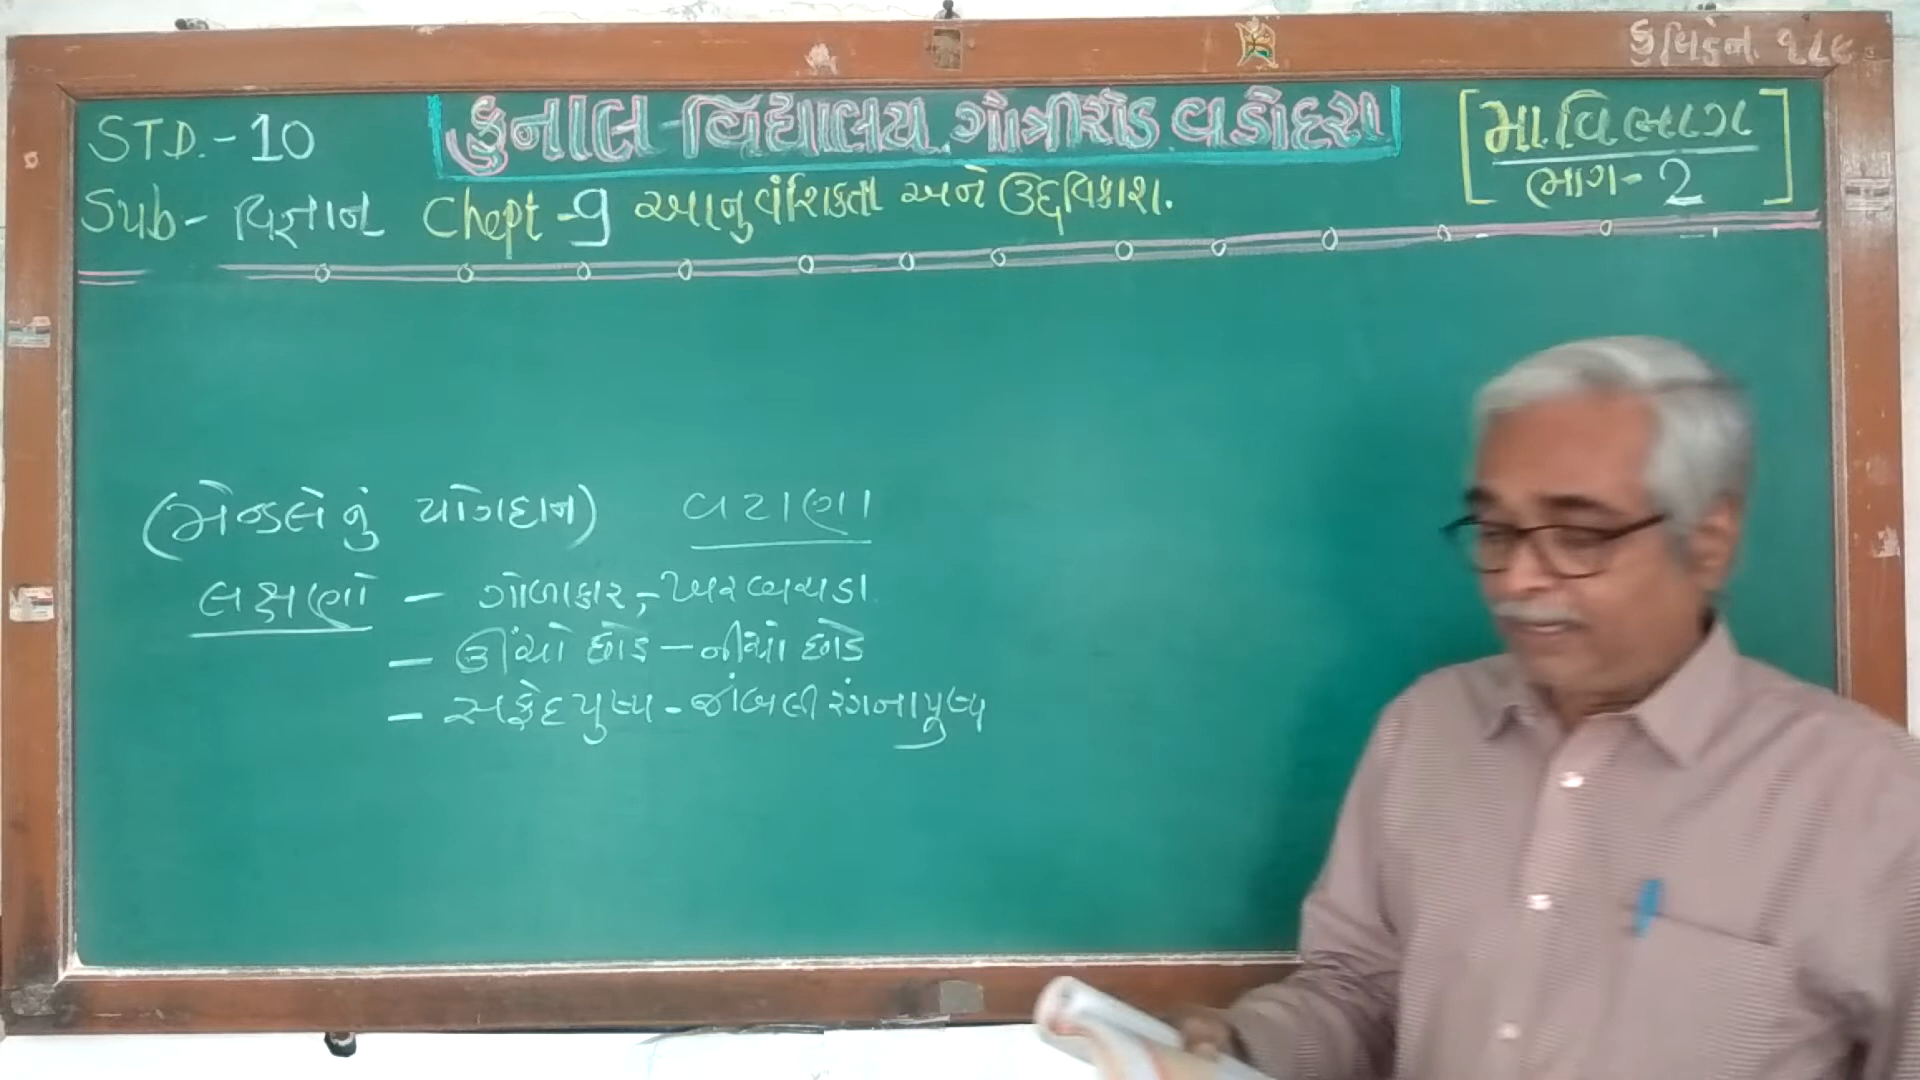 STD.-10
કુનાલ વિદ્યાલય ગોત્રીરોડ વડોદરા
મા.વિભાગ
ભાગ-2
Sub- વિજ્ઞાન Chept-9 આનુવંશિકતા અને ઉદ્દવિકાશ.
(મેન્ડલેનું યોગદાન) વટાણા
લક્ષણો - ગોળાકાર,-ખરબચડા
- ઊંચો છોડ - નીચો છોડ
- સફેદ પુષ્પ - જાંબલી રંગના પુષ્પ